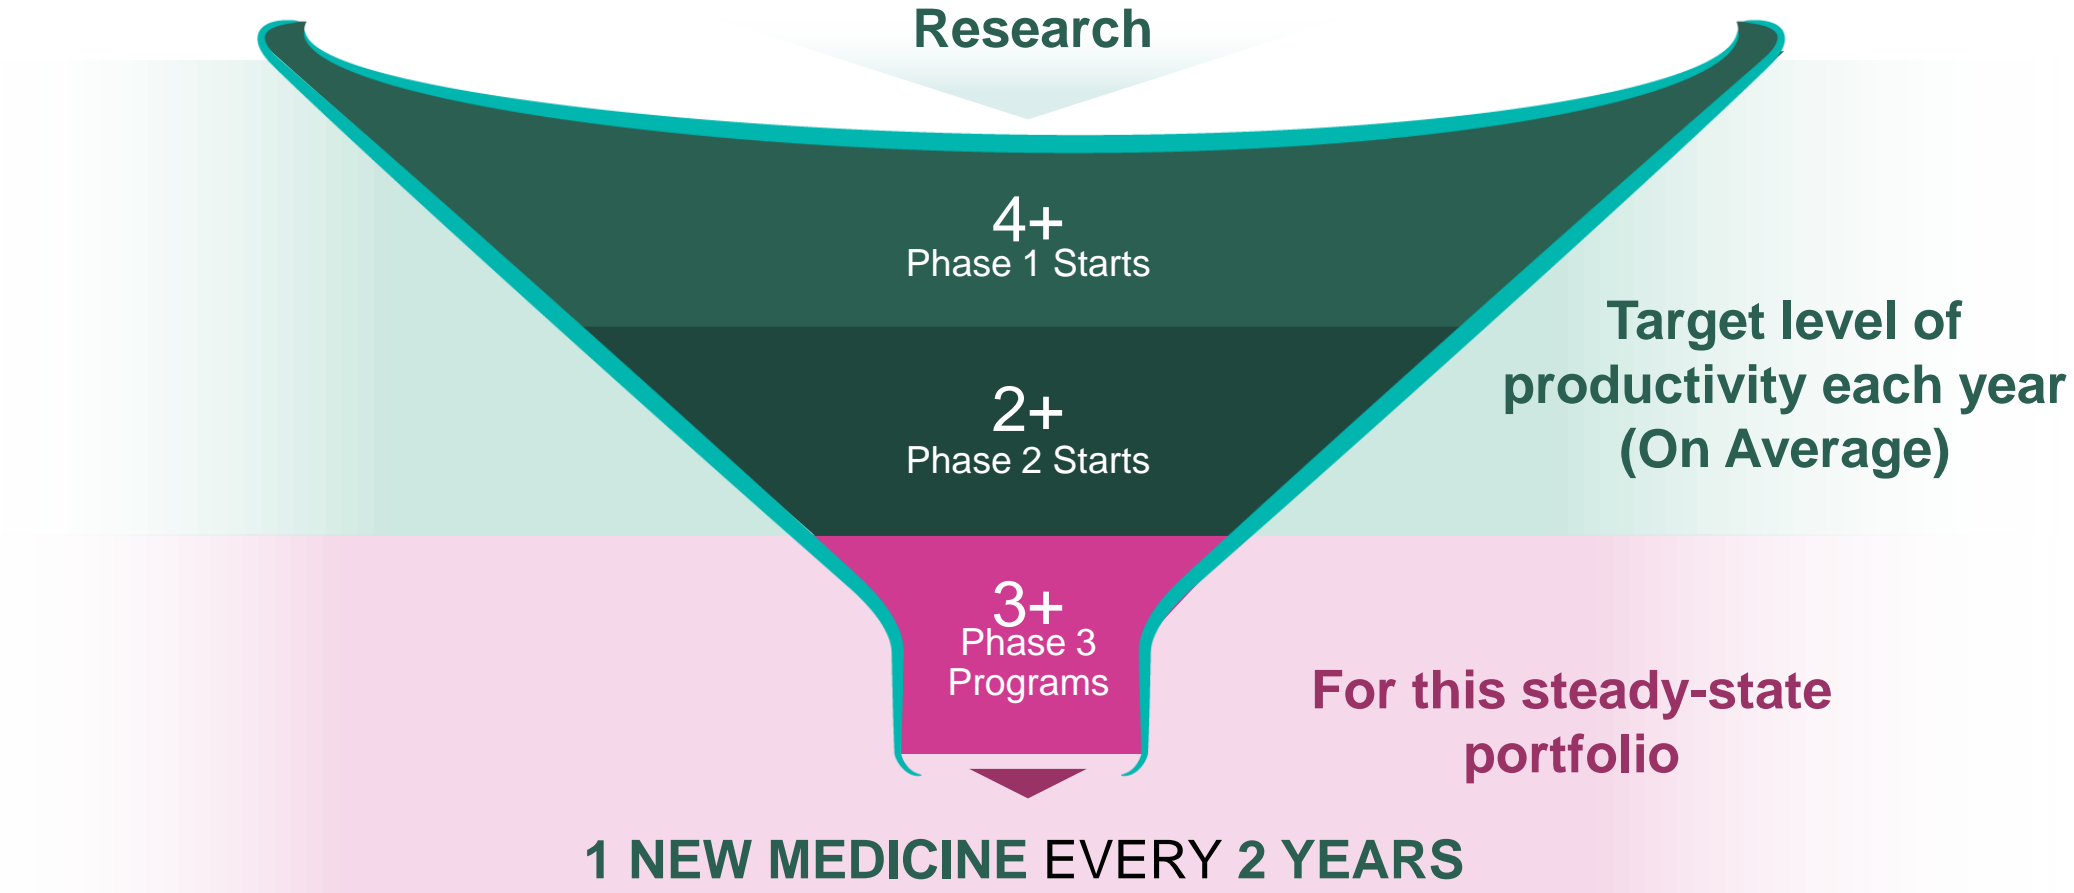 Research
4+
Phase 1 Starts
2+
Phase 2 Starts
Target level of
productivity each year
(On Average)
3+
Phase 3
Programs
For this steady-state
portfolio
1 NEW MEDICINE EVERY 2 YEARS